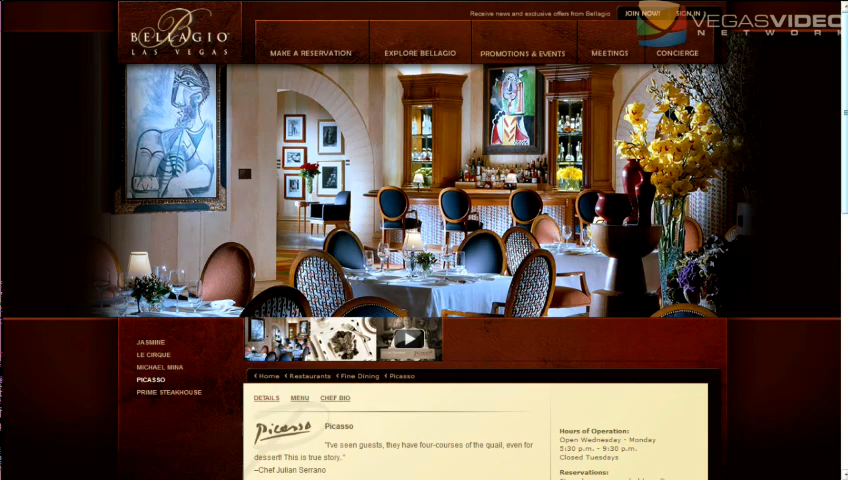 Receive news and exclusive offers from Bellagio
JOIN NOW!
SIGN IN
VEGASVIDEO
NETWORK
B
BELLAGIO
LAS VEGAS
MAKE A RESERVATION
EXPLORE BELLAGIO
PROMOTIONS & EVENTS
MEETINGS
CONCIERGE
JASMINE
LE CIRQUE
MICHAEL MINA
PICASSO
PRIME STEAKHOUSE
Home
Restaurants
Fine Dining
Picasso
DETAILS
MENU
CHEF BIO
Picasso
Picasso
"I've seen guests, they have four-courses of the quail, even for
dessert! This is true story."
–Chef Julian Serrano
Hours of Operation:
Open Wednesday - Monday
5:30 p.m. - 9:30 p.m.
Closed Tuesdays
Reservations: